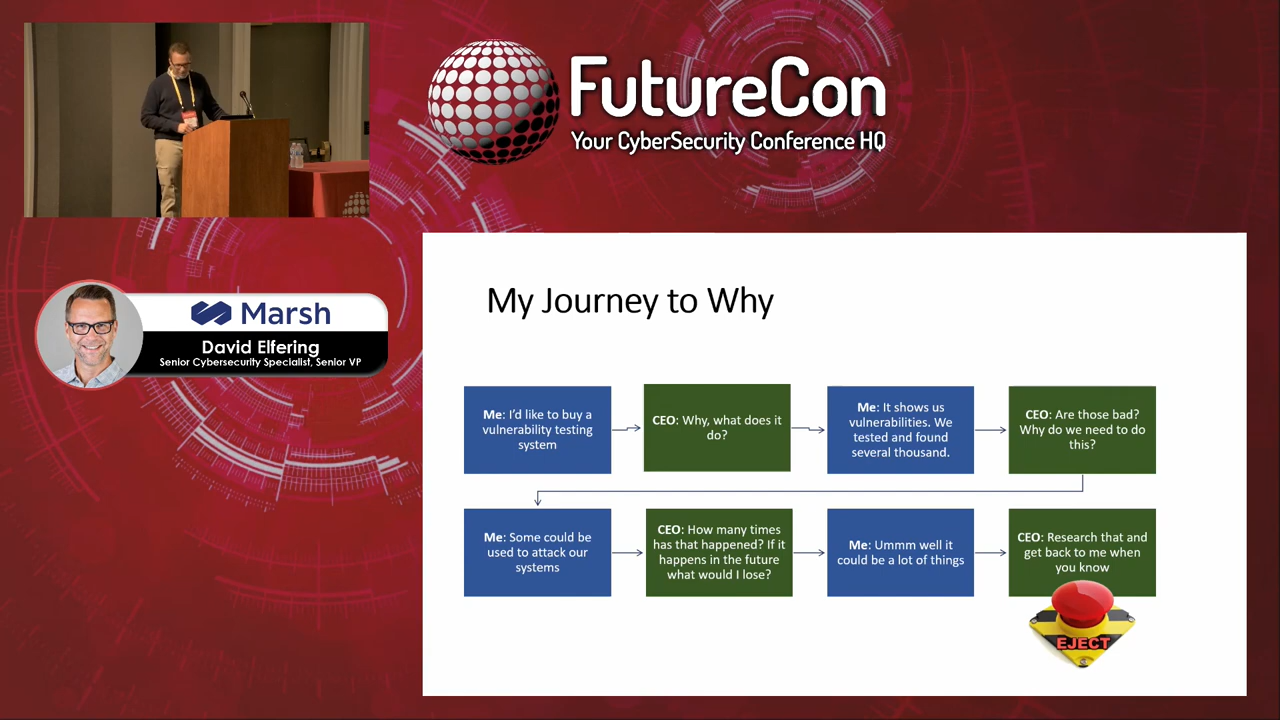 FutureCon
Your CyberSecurity Conference HQ
Marsh
David Elfering
Senior Cybersecurity Specialist, Senior VP
My Journey to Why
Me: I'd like to buy a
vulnerability testing
system
CEO: Why, what does it
do?
Me: It shows us
vulnerabilities. We
tested and found
several thousand.
CEO: Are those bad?
Why do we need to do
this?
Me: Some could be
used to attack our
systems
CEO: How many times
has that happened? If it
happens in the future
what would I lose?
Me: Ummm well it
could be a lot of things
CEO: Research that and
get back to me when
you know
EJECT